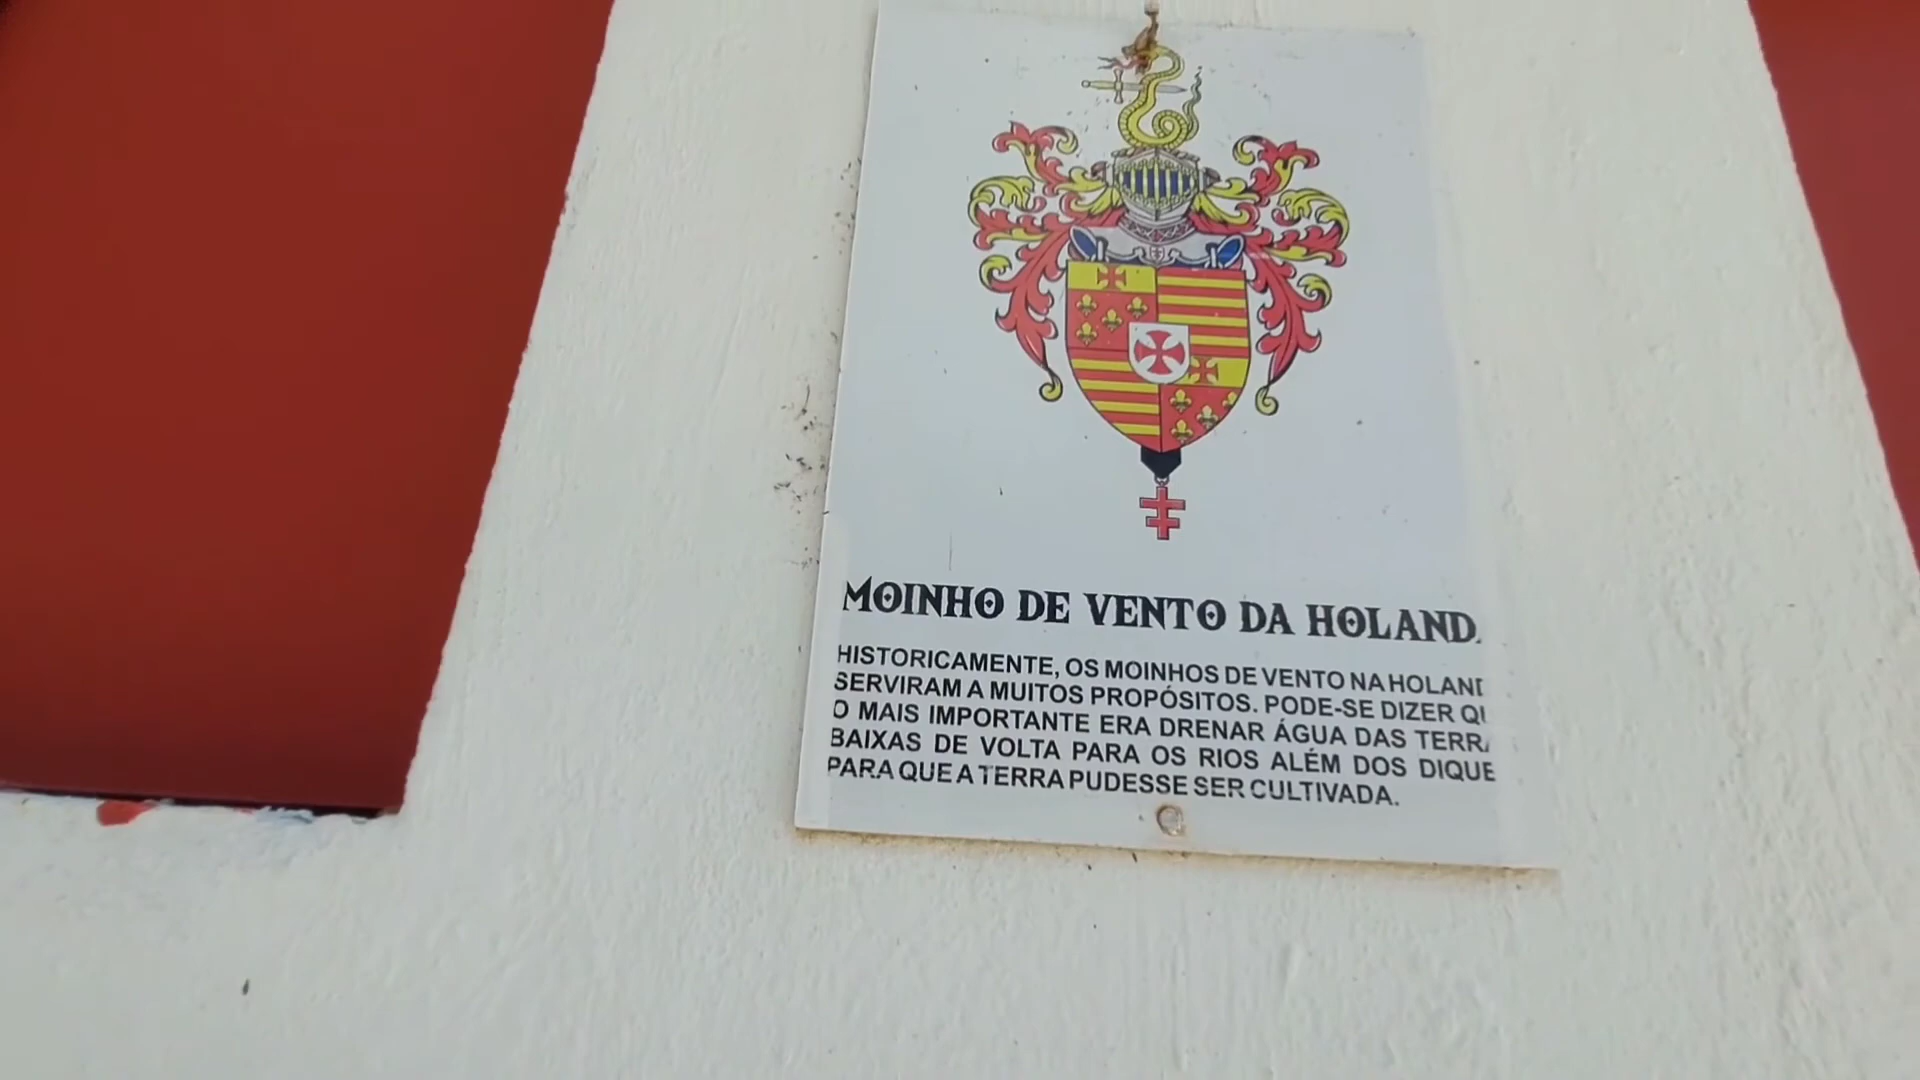 MOINHO DE VENTO DA HOLAND
HISTORICAMENTE, OS MOINHOS DE VENTO NA HOLAND
SERVIRAM A MUITOS PROPÓSITOS. PODE-SE DIZER QU
O MAIS IMPORTANTE ERA DRENAR ÁGUA DAS TERRA
BAIXAS DE VOLTA PARA OS RIOS ALÉM DOS DIQUE
PARA QUE A TERRA PUDESSE SER CULTIVADA.